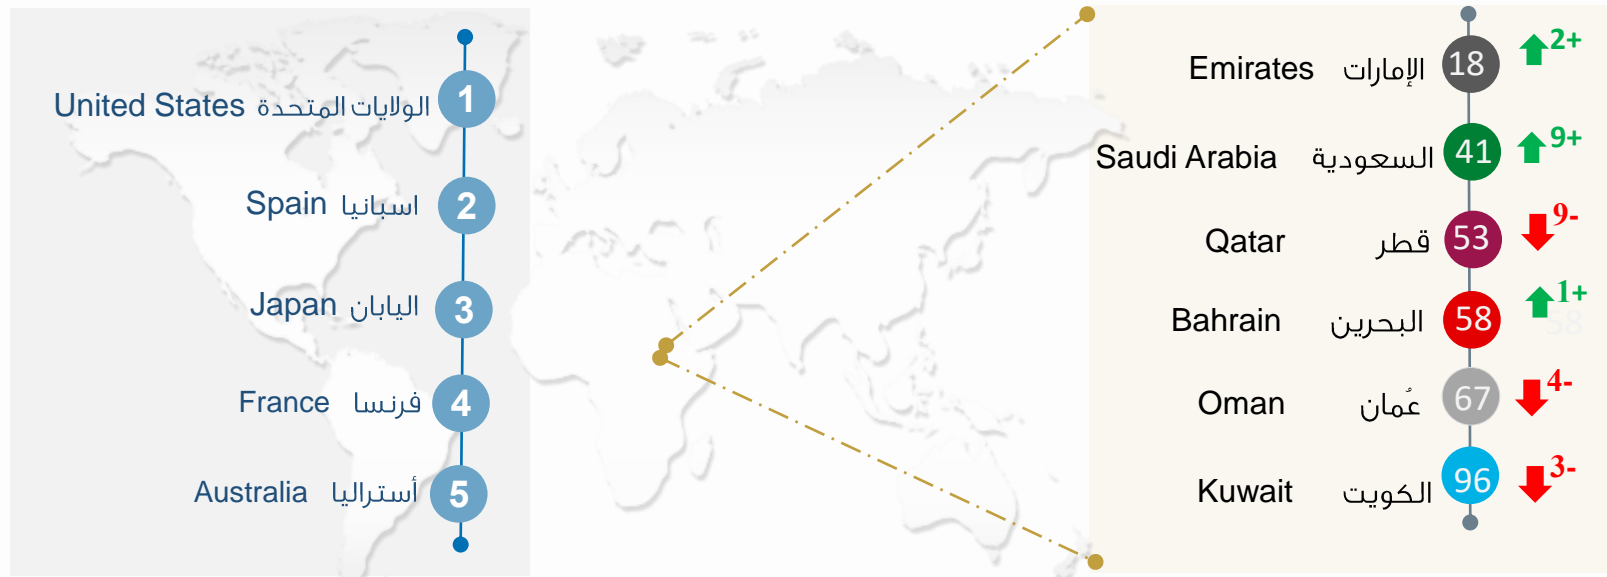 United States الولايات المتحدة 1
Spain اسبانيا 2
Japan اليابان 3
France فرنسا 4
Australia أستراليا 5
Emirates الإمارات 18 2+
Saudi Arabia السعودية 41 9+
Qatar قطر 53 9-
Bahrain البحرين 58 1+
58
Oman عُمان 67 4-
Kuwait الكويت 96 3-